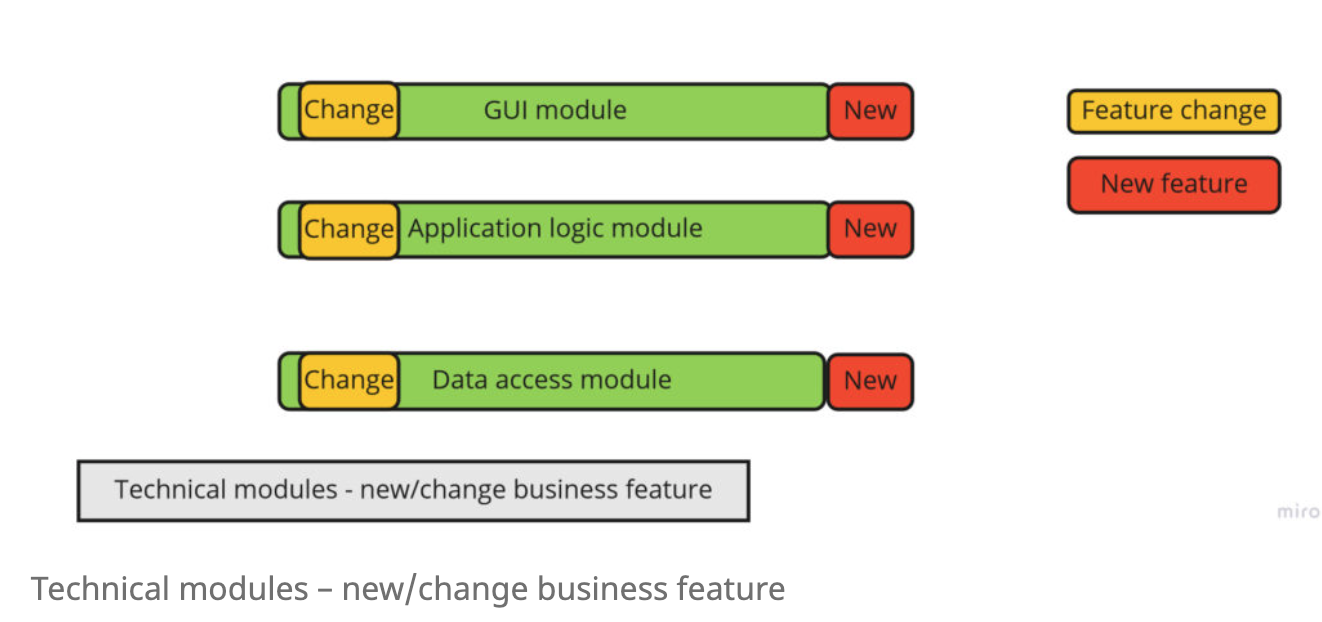 Change GUI module New
Feature change
New feature
Change Application logic module New
Change Data access module New
Technical modules - new/change business feature
miro
Technical modules – new/change business feature